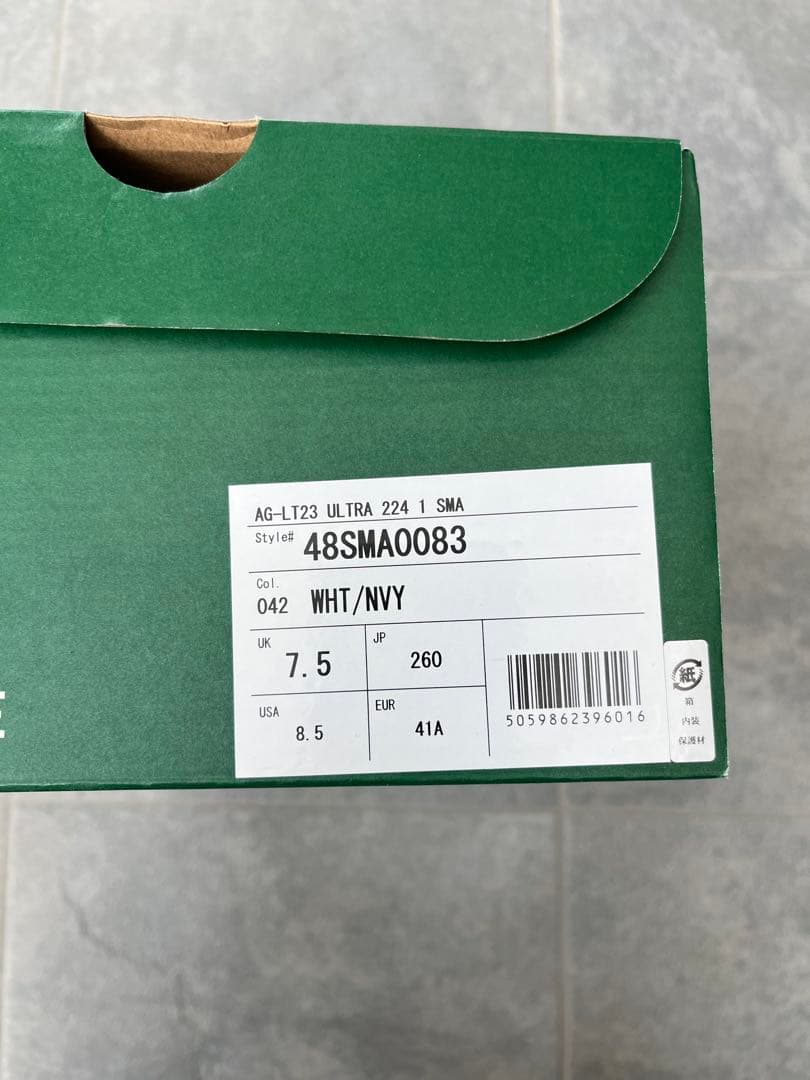 AG-LT23 ULTRA 224 1 SMA
Style# 48SMA0083
Col.
042 WHT/NVY
UK 7.5
JP 260
USA 8.5
EUR 41A
5059862396016
紙
箱
内装
保護材
E